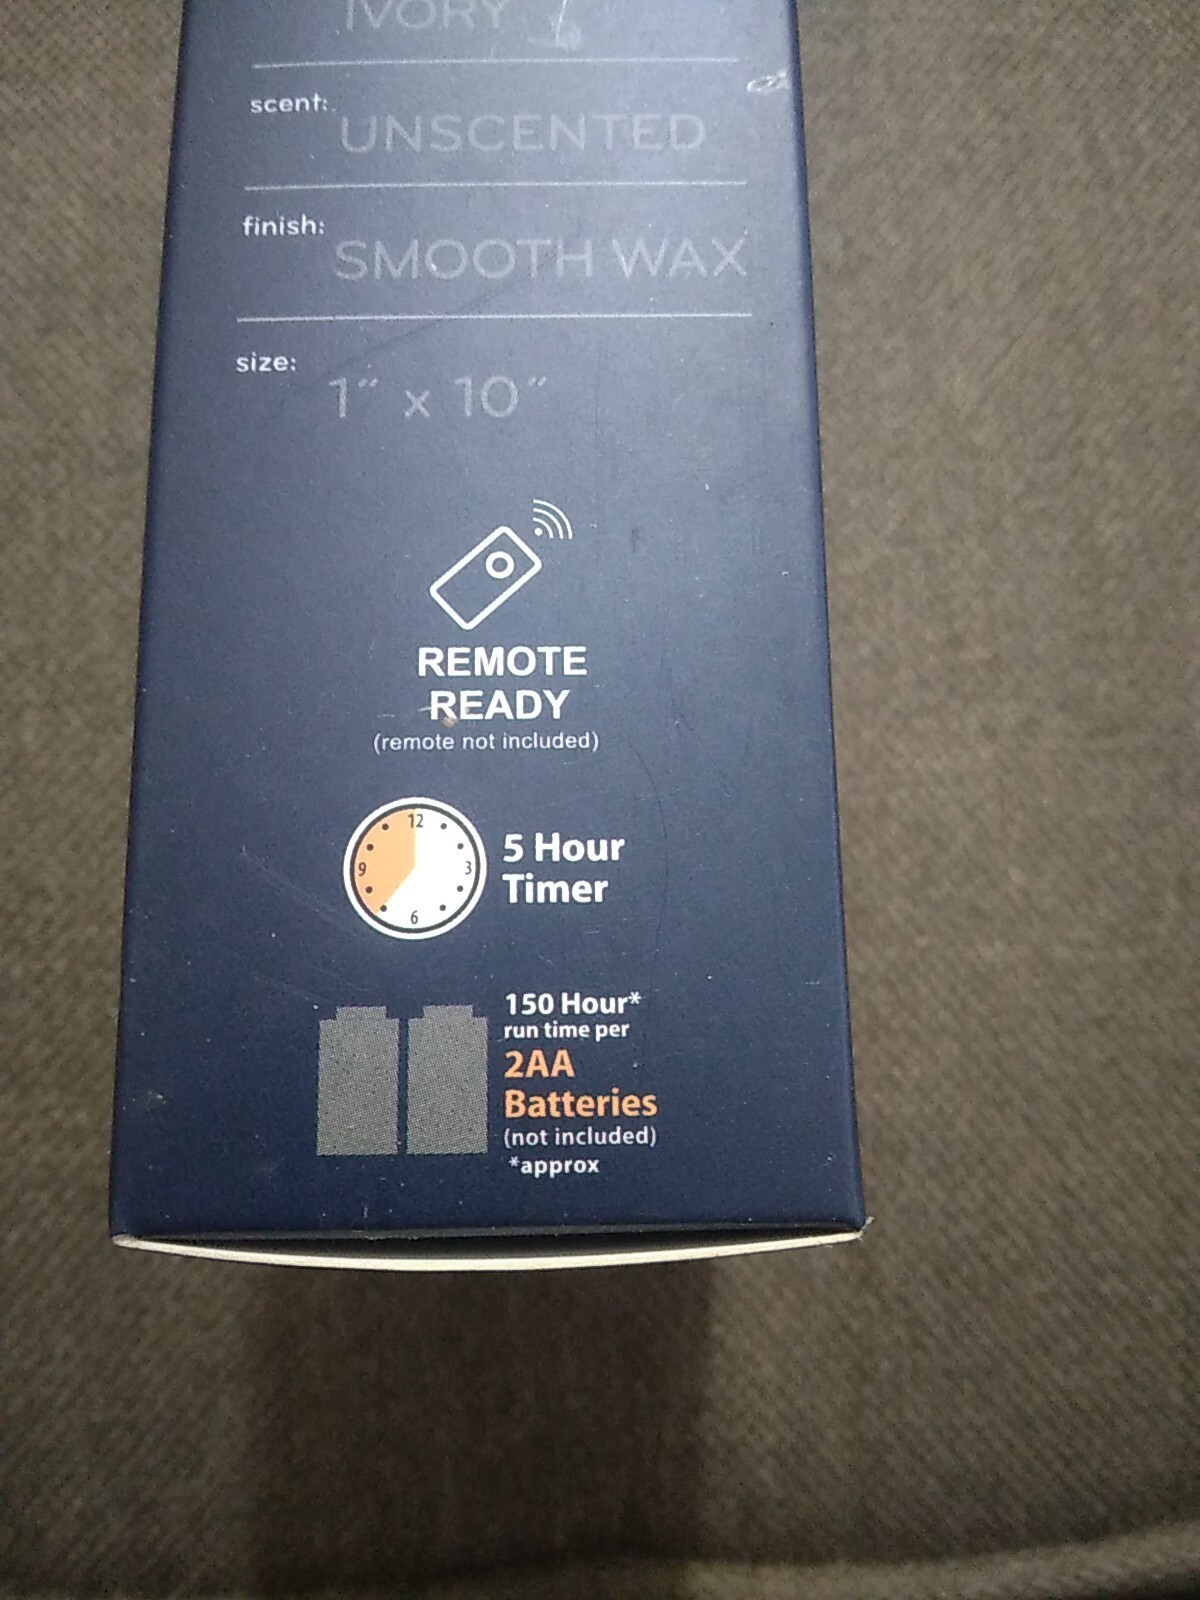 IVORY
scent:
UNSCENTED
finish:
SMOOTH WAX
size:
1" x 10"
REMOTE
READY
(remote not included)
12
3
6
9
5 Hour
Timer
150 Hour*
run time per
2AA
Batteries
(not included)
*approx